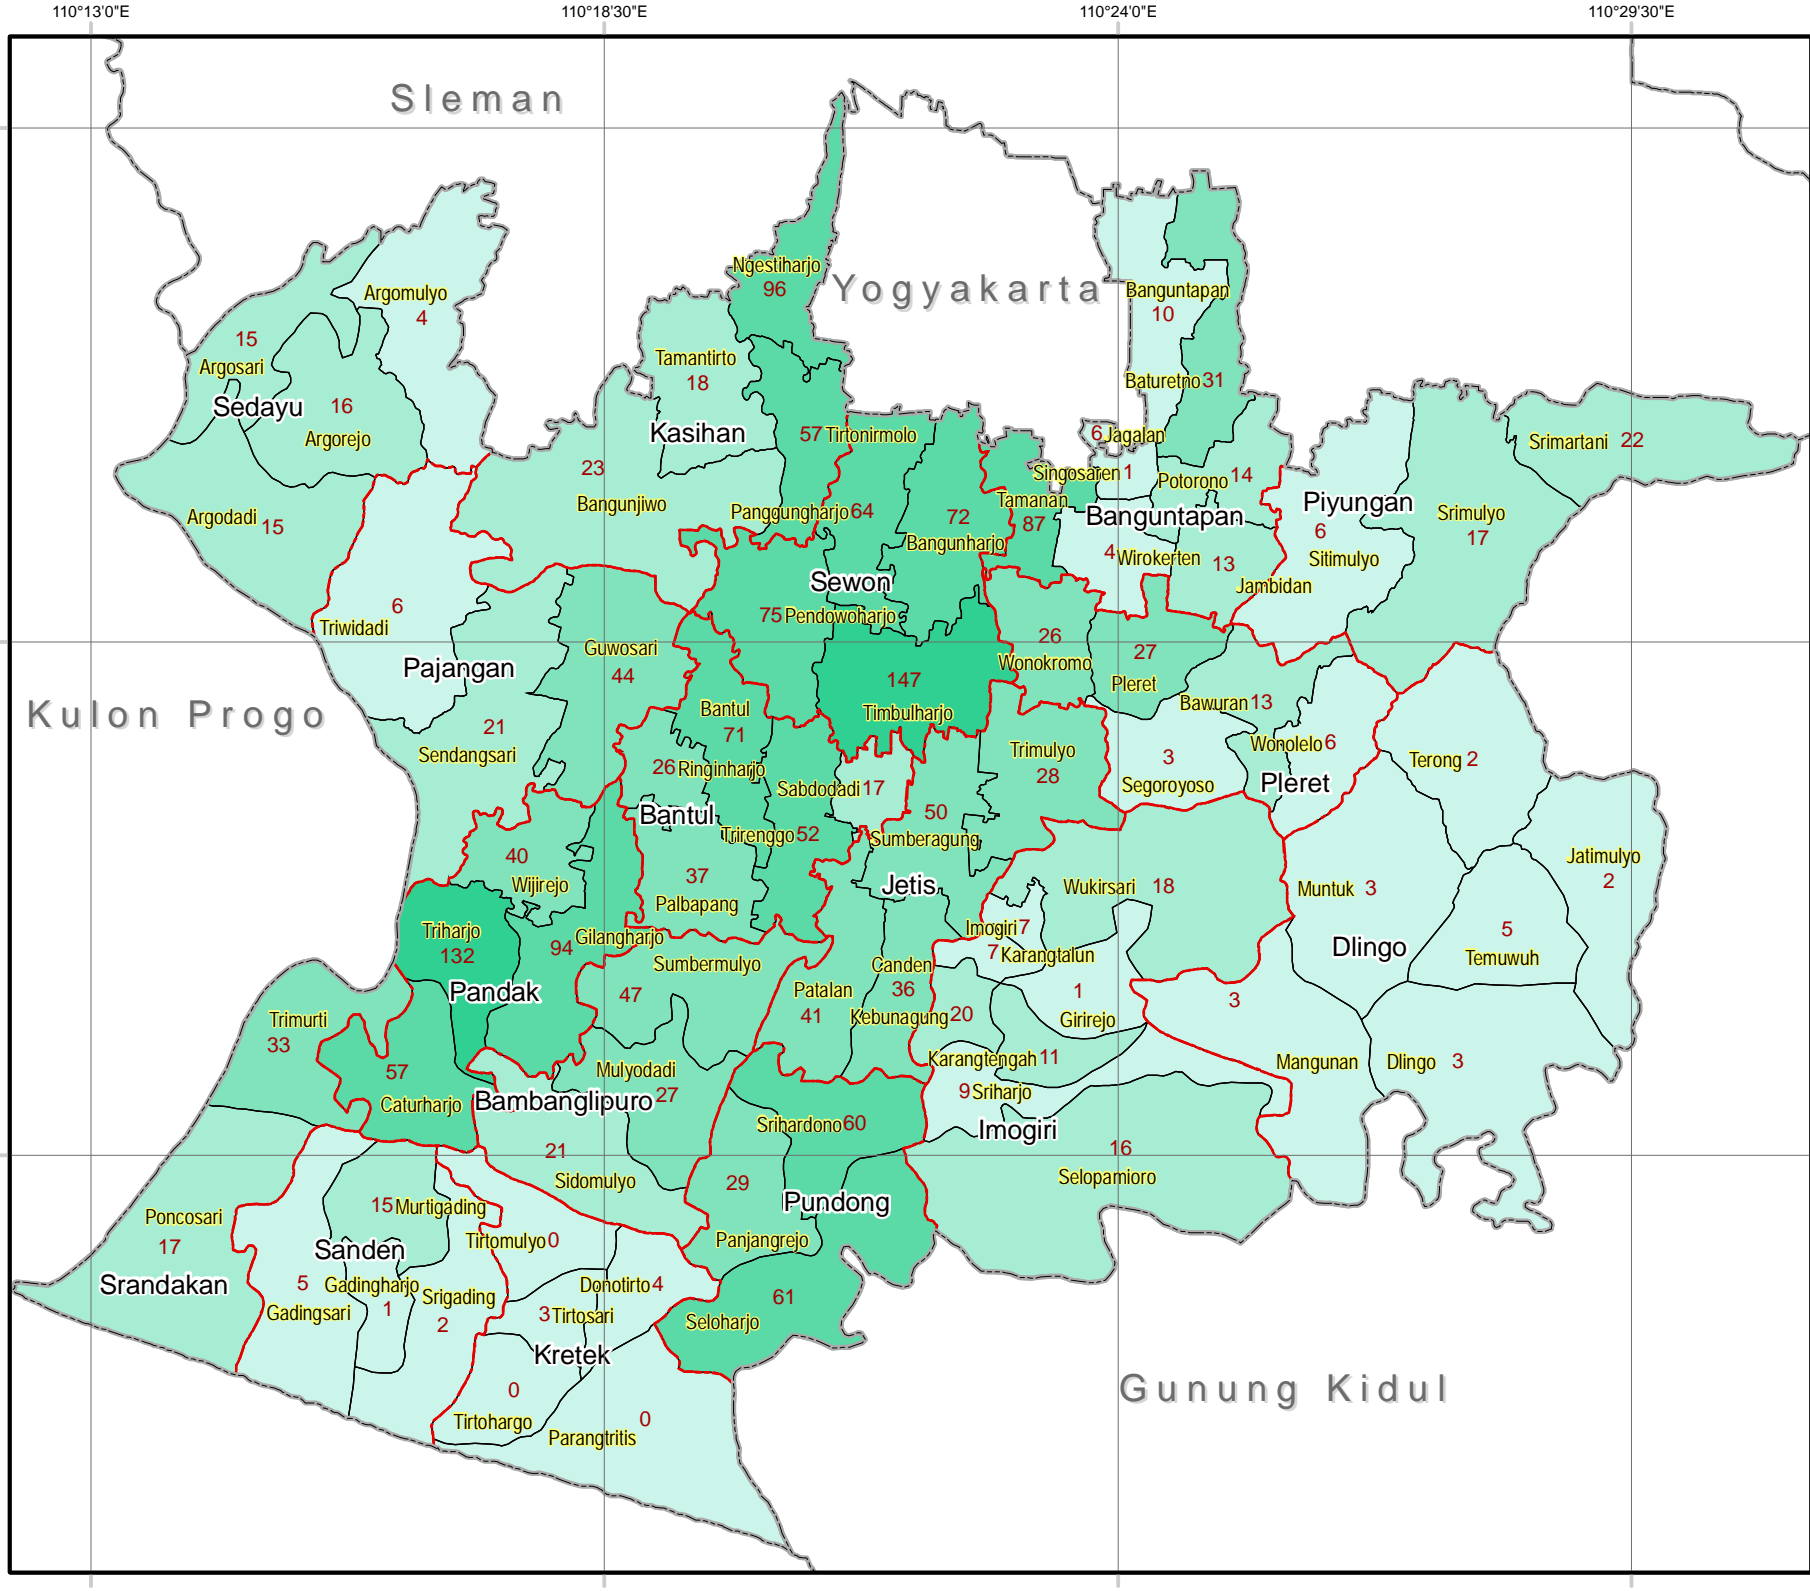 110°13'0"E
110°18'30"E
110°24'0"E
110°29'30"E
Sleman
Ngestiharjo
96
Yogyakarta
Argomulyo
4
Banguntapan
10
15
Argosari
Tamantirto
18
Baturetno 31
Sedayu
16
Argorejo
Kasihan
57 Tirtonirmolo
6 Jagalan
Srimartani 22
23
Bangunjiwo
Singosaren 1
Potorono 14
Piyungan
Argodadi 15
Panggungharjo 64
72
Bangunharjo
Tamanan
87
Banguntapan
6
Sitimulyo
Srimulyo
17
4 Wirokerten
13
Jambidan
Sewon
6
Triwidadi
75 Pendowoharjo
Guwosari
44
26
Wonokromo
27
Pleret
Pajangan
147
Timbulharjo
Kulon Progo
Bantul
71
Bawuran 13
21
Sendangsari
Trimulyo
28
Wonolelo 6
3
Segoroyoso
Terong 2
26 Ringinharjo
Sabdodadi 17
Pleret
Bantul
50
Sumberagung
Trirenggo 52
40
Wijirejo
37
Palbapang
Jetis
Wukirsari 18
Muntuk 3
Jatimulyo
2
Triharjo
132
94 Gilangharjo
Imogiri 7
7 Karangtalun
Dlingo
5
Temuwuh
Sumbermulyo
47
Canden
36
Pandak
Patalan
41
Kebunagung 20
1
Girirejo
3
Mangunan
Trimurti
33
57
Caturharjo
Mulyodadi
27
Karangtengah 11
Dlingo 3
Bambanglipuro
9 Sriharjo
Imogiri
Srihardono 60
16
Selopamioro
21
Sidomulyo
29
Panjangrejo
Pundong
Poncosari
17
15 Murtigading
Sanden
Tirtomulyo 0
Srandakan
5
Gadingsari
Gadingharjo
1
Srigading
2
Donotirto 4
3 Tirtosari
61
Seloharjo
Kretek
0
Tirtohargo
0
Parangtritis
Gunung Kidul